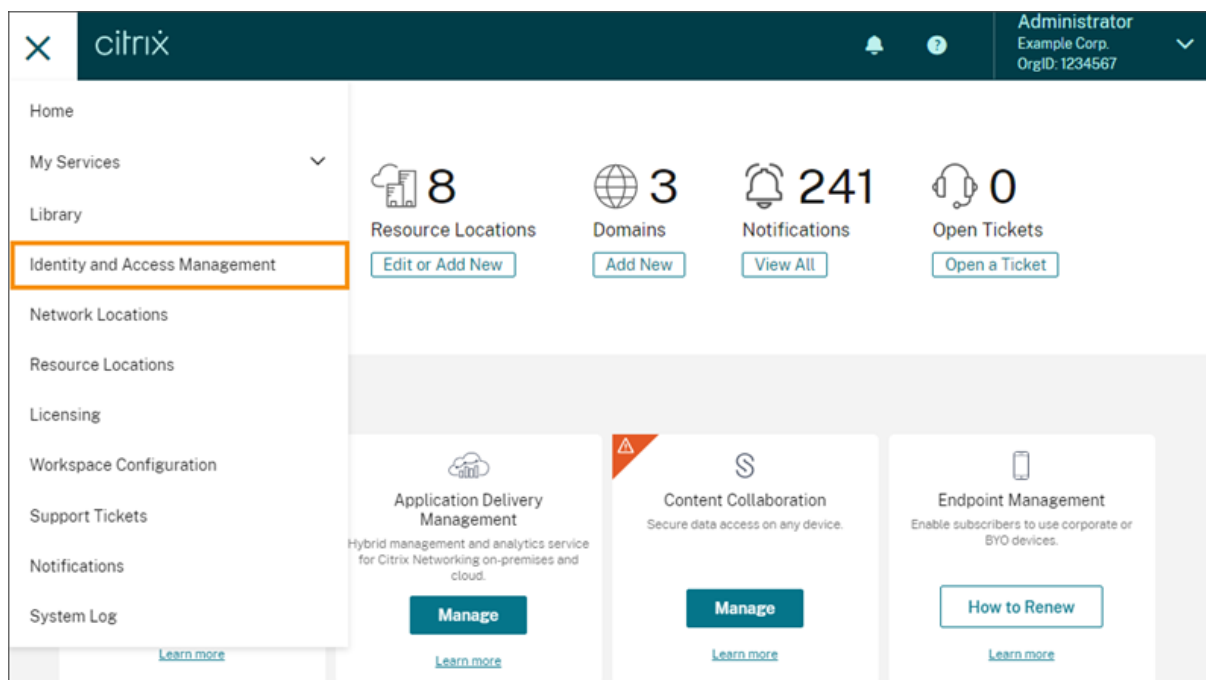 citrix
?
Administrator
Example Corp.
OrgID: 1234567
Home
My Services
Library
Identity and Access Management
Network Locations
Resource Locations
Licensing
Workspace Configuration
Support Tickets
Notifications
System Log
8
Resource Locations
Edit or Add New
3
Domains
Add New
241
Notifications
View All
0
Open Tickets
Open a Ticket
Learn more
Application Delivery
Management
Hybrid management and analytics service
for Citrix Networking on-premises and
cloud.
Manage
Learn more
Content Collaboration
Secure data access on any device.
Manage
Learn more
Endpoint Management
Enable subscribers to use corporate or
BYO devices.
How to Renew
Learn more